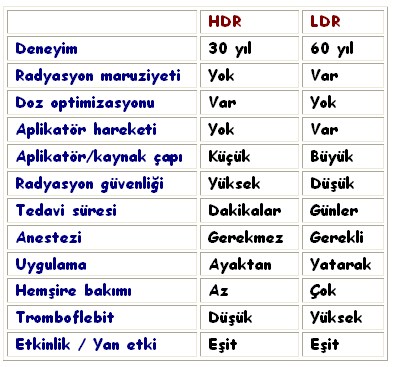 HDR LDR
Deneyim 30 yıl 60 yıl
Radyasyon maruziyeti Yok Var
Doz optimizasyonu Var Yok
Aplikatör hareketi Yok Var
Aplikatör/kaynak çapı Küçük Büyük
Radyasyon güvenliği Yüksek Düşük
Tedavi süresi Dakikalar Günler
Anestezi Gerekmez Gerekli
Uygulama Ayaktan Yatarak
Hemşire bakımı Az Çok
Tromboflebit Düşük Yüksek
Etkinlik / Yan etki Eşit Eşit